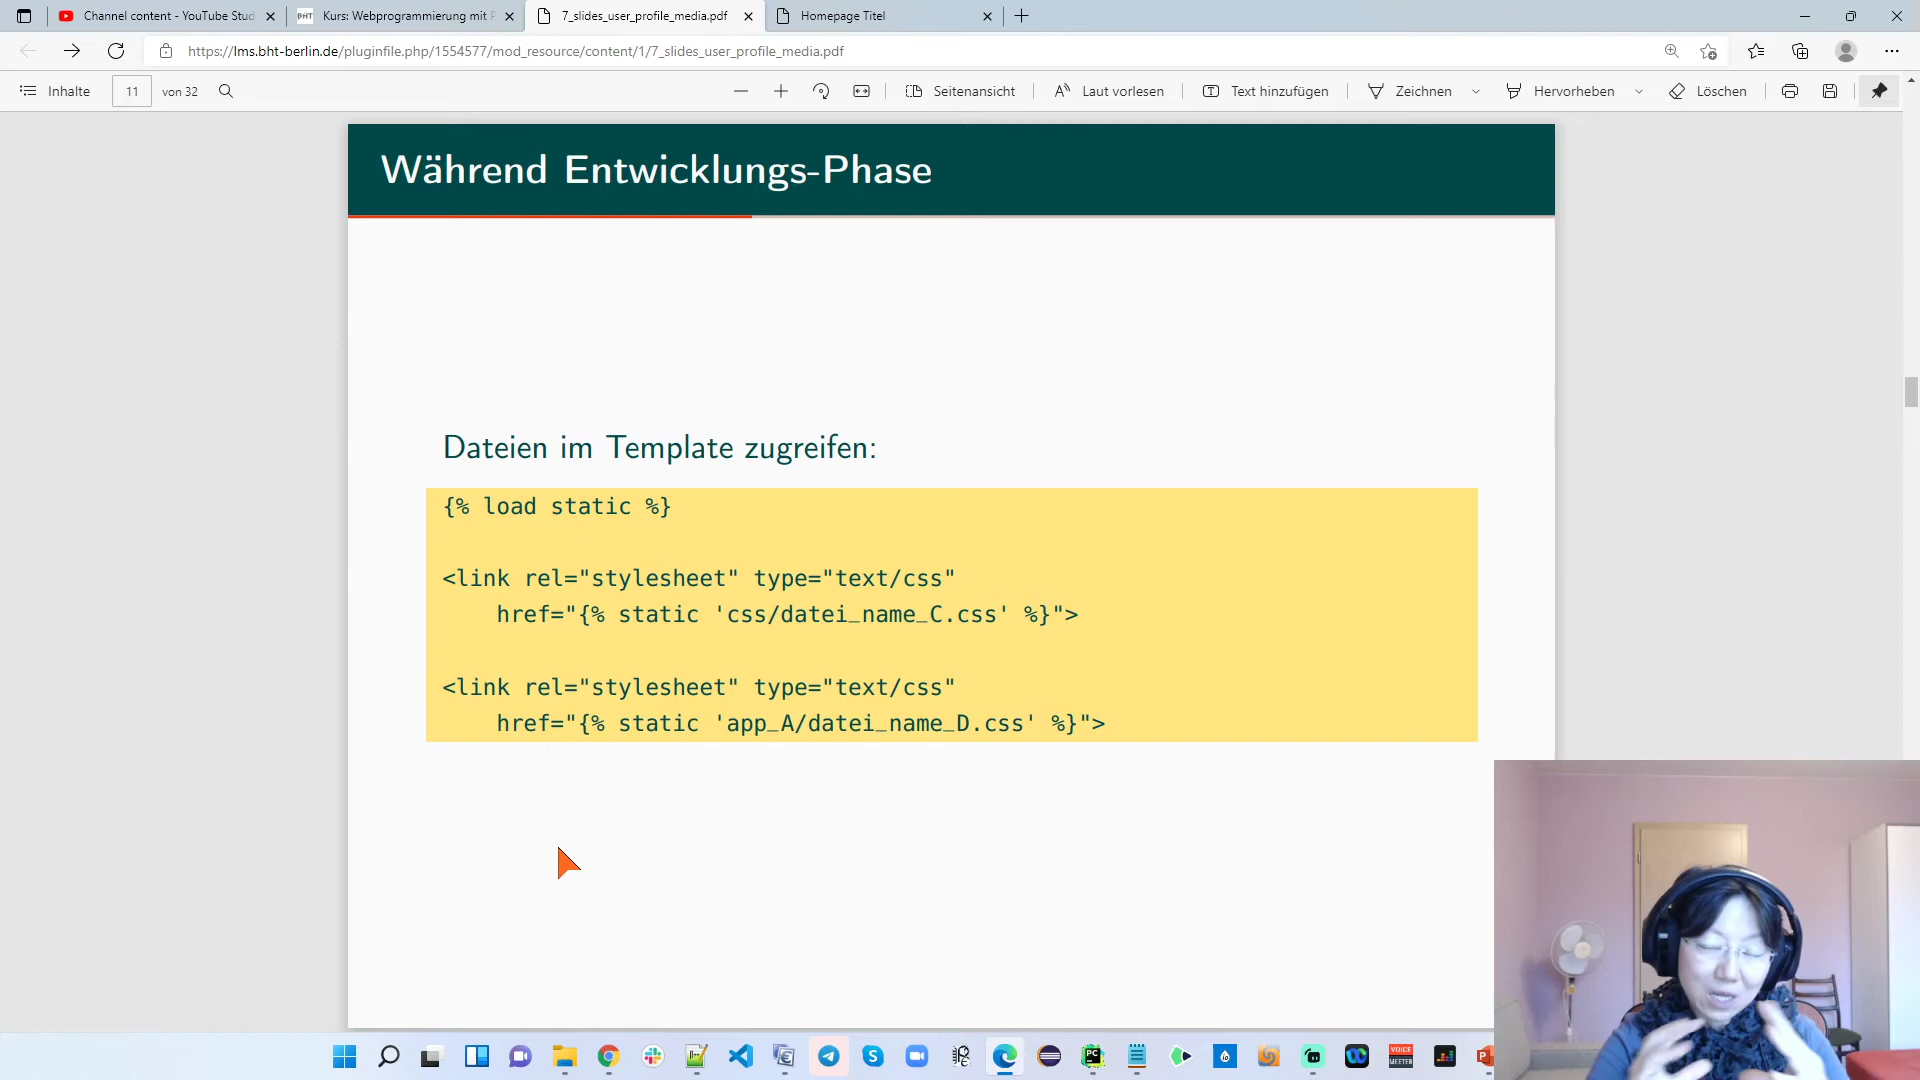 Channel content - YouTube Stud
Kurs: Webprogrammierung mit P
7_slides_user_profile_media.pdf
Homepage Titel
https://lms.bht-berlin.de/pluginfile.php/1554577/mod_resource/content/1/7_slides_user_profile_media.pdf
Inhalte
11
von 32
Seitenansicht
Laut vorlesen
Text hinzufügen
Zeichnen
Hervorheben
Löschen
Während Entwicklungs-Phase
Dateien im Template zugreifen:
{% load static %}
<link rel="stylesheet" type="text/css"
href="{% static 'css/datei_name_C.css' %}">
<link rel="stylesheet" type="text/css"
href="{% static 'app_A/datei_name_D.css' %}">